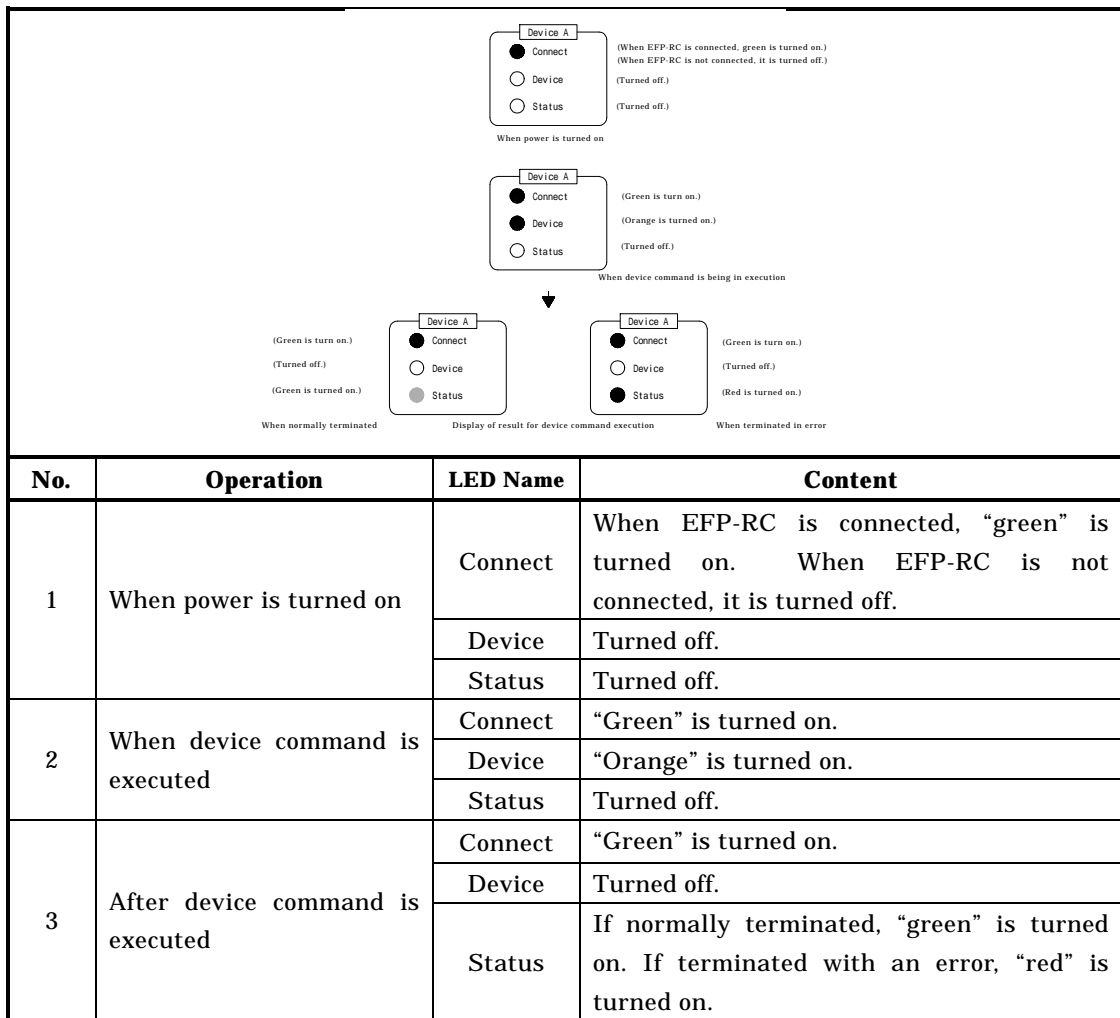 Device A
Connect (When EFP-RC is connected, green is turned on.)
(When EFP-RC is not connected, it is turned off.)
Device (Turned off.)
Status (Turned off.)
When power is turned on
Device A
Connect (Green is turn on.)
Device (Orange is turned on.)
Status (Turned off.)
When device command is being in execution
Device A
(Green is turn on.) Connect
(Turned off.) Device
(Green is turned on.) Status
When normally terminated
Display of result for device command execution
Device A
Connect (Green is turn on.)
Device (Turned off.)
Status (Red is turned on.)
When terminated in error
No. Operation LED Name Content
1 When power is turned on
Connect
When EFP-RC is connected, “green” is
turned on. When EFP-RC is not
connected, it is turned off.
Device Turned off.
Status Turned off.
2 When device command is
executed
Connect “Green” is turned on.
Device “Orange” is turned on.
Status Turned off.
3 After device command is
executed
Connect “Green” is turned on.
Device Turned off.
Status
If normally terminated, “green” is turned
on. If terminated with an error, “red” is
turned on.